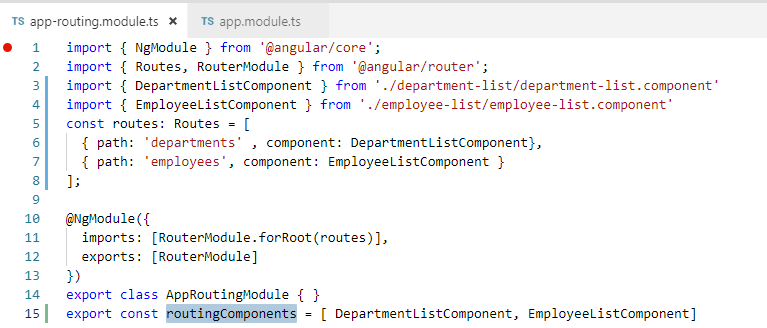 TS app-routing.module.ts × TS app.module.ts
1 import { NgModule } from '@angular/core';
2 import { Routes, RouterModule } from '@angular/router';
3 import { DepartmentListComponent } from './department-list/department-list.component'
4 import { EmployeeListComponent } from './employee-list/employee-list.component'
5 const routes: Routes = [
6   { path: 'departments' , component: DepartmentListComponent},
7   { path: 'employees', component: EmployeeListComponent }
8 ];
9
10 @NgModule({
11   imports: [RouterModule.forRoot(routes)],
12   exports: [RouterModule]
13 })
14 export class AppRoutingModule { }
15 export const routingComponents = [ DepartmentListComponent, EmployeeListComponent]